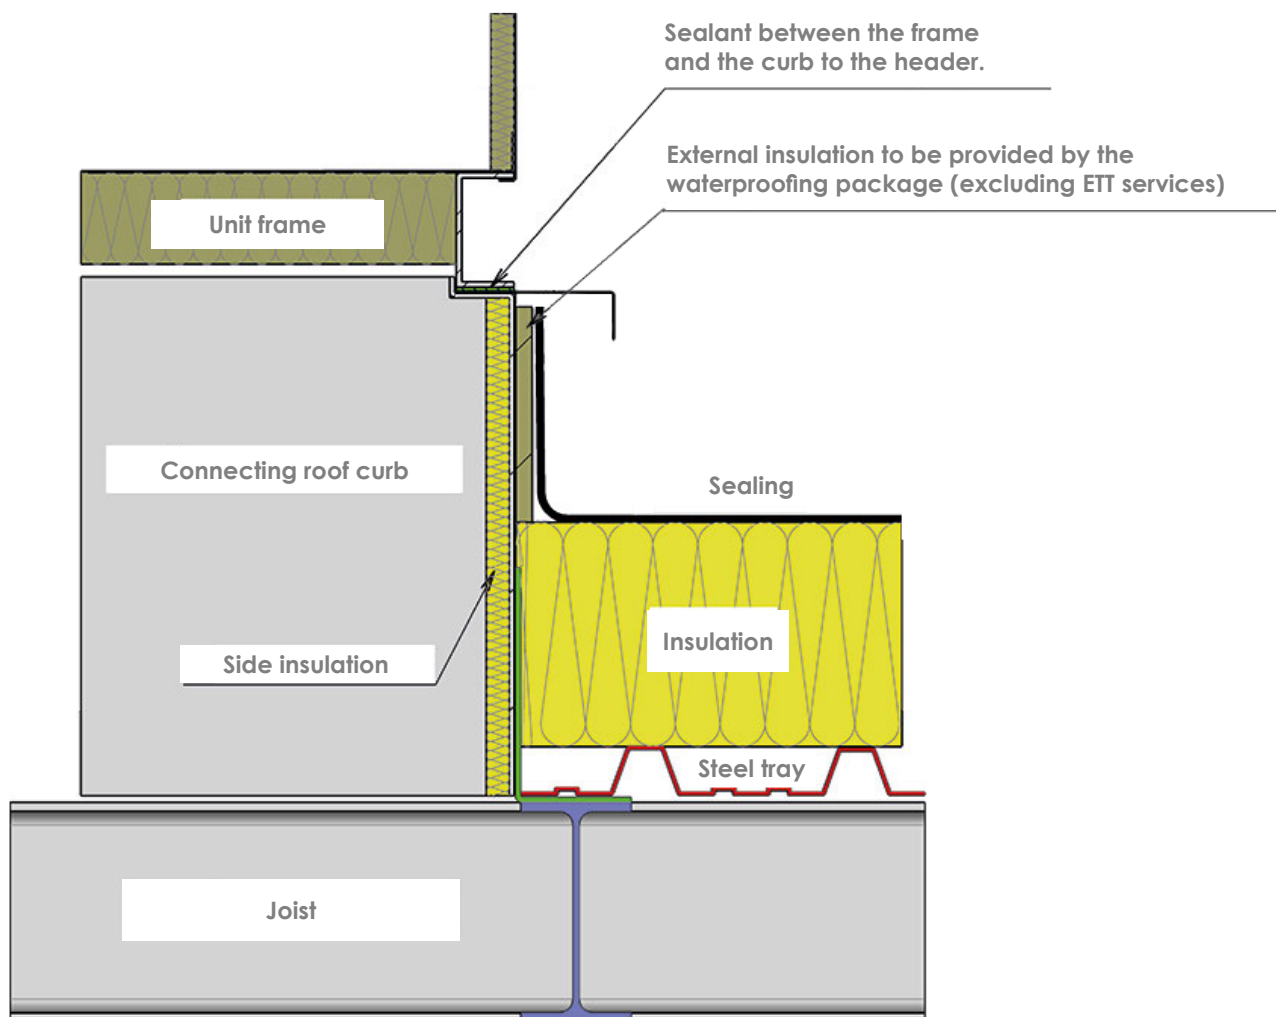 Sealant between the frame
and the curb to the header.
External insulation to be provided by the
waterproofing package (excluding ETT services)
Unit frame
Connecting roof curb
Sealing
Side insulation
Insulation
Steel tray
Joist